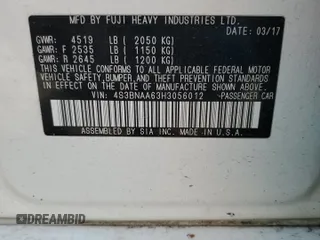 MFD BY FUJI HEAVY INDUSTRIES LTD.
DATE: 03/17
GVWR: 4519 LB ( 2050 KG)
GAWR: F 2535 LB ( 1150 KG)
GAWR: R 2645 LB ( 1200 KG)
THIS VEHICLE CONFORMS TO ALL APPLICABLE FEDERAL MOTOR VEHICLE
SAFETY, BUMPER, AND THEFT PREVENTION STANDARDS IN EFFECT ON THE
DATE OF MANUFACTURE SHOWN ABOVE.
VIN: 4S3BNAA63H3056012 PASSENGER CAR
ASSEMBLED BY SIA INC. IN U.S.A.
DREAMBID